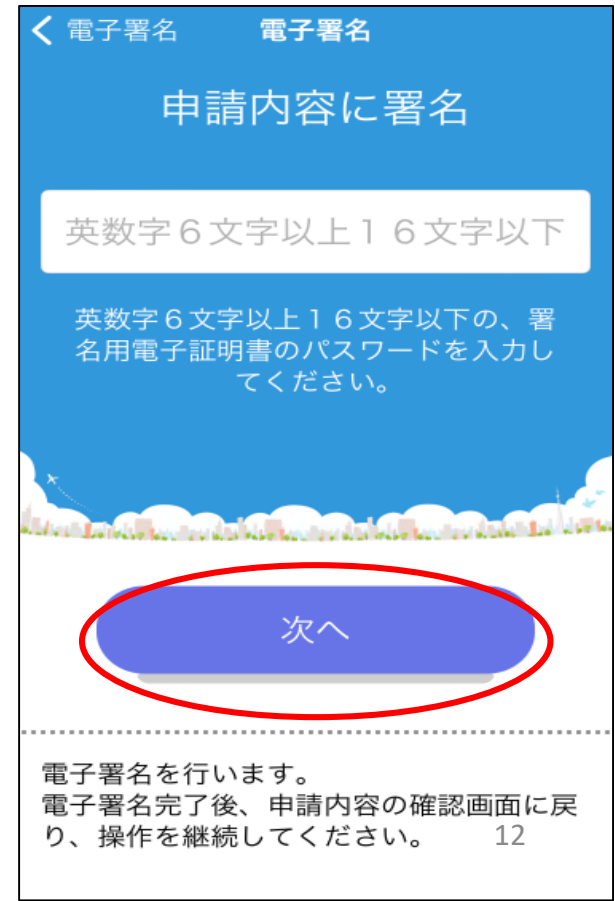 電子署名 電子署名
申請内容に署名
英数字６文字以上１６文字以下
英数字６文字以上１６文字以下の、署
名用電子証明書のパスワードを入力し
てください。
次へ
電子署名を行います。
電子署名完了後、申請内容の確認画面に戻
り、操作を継続してください。 12